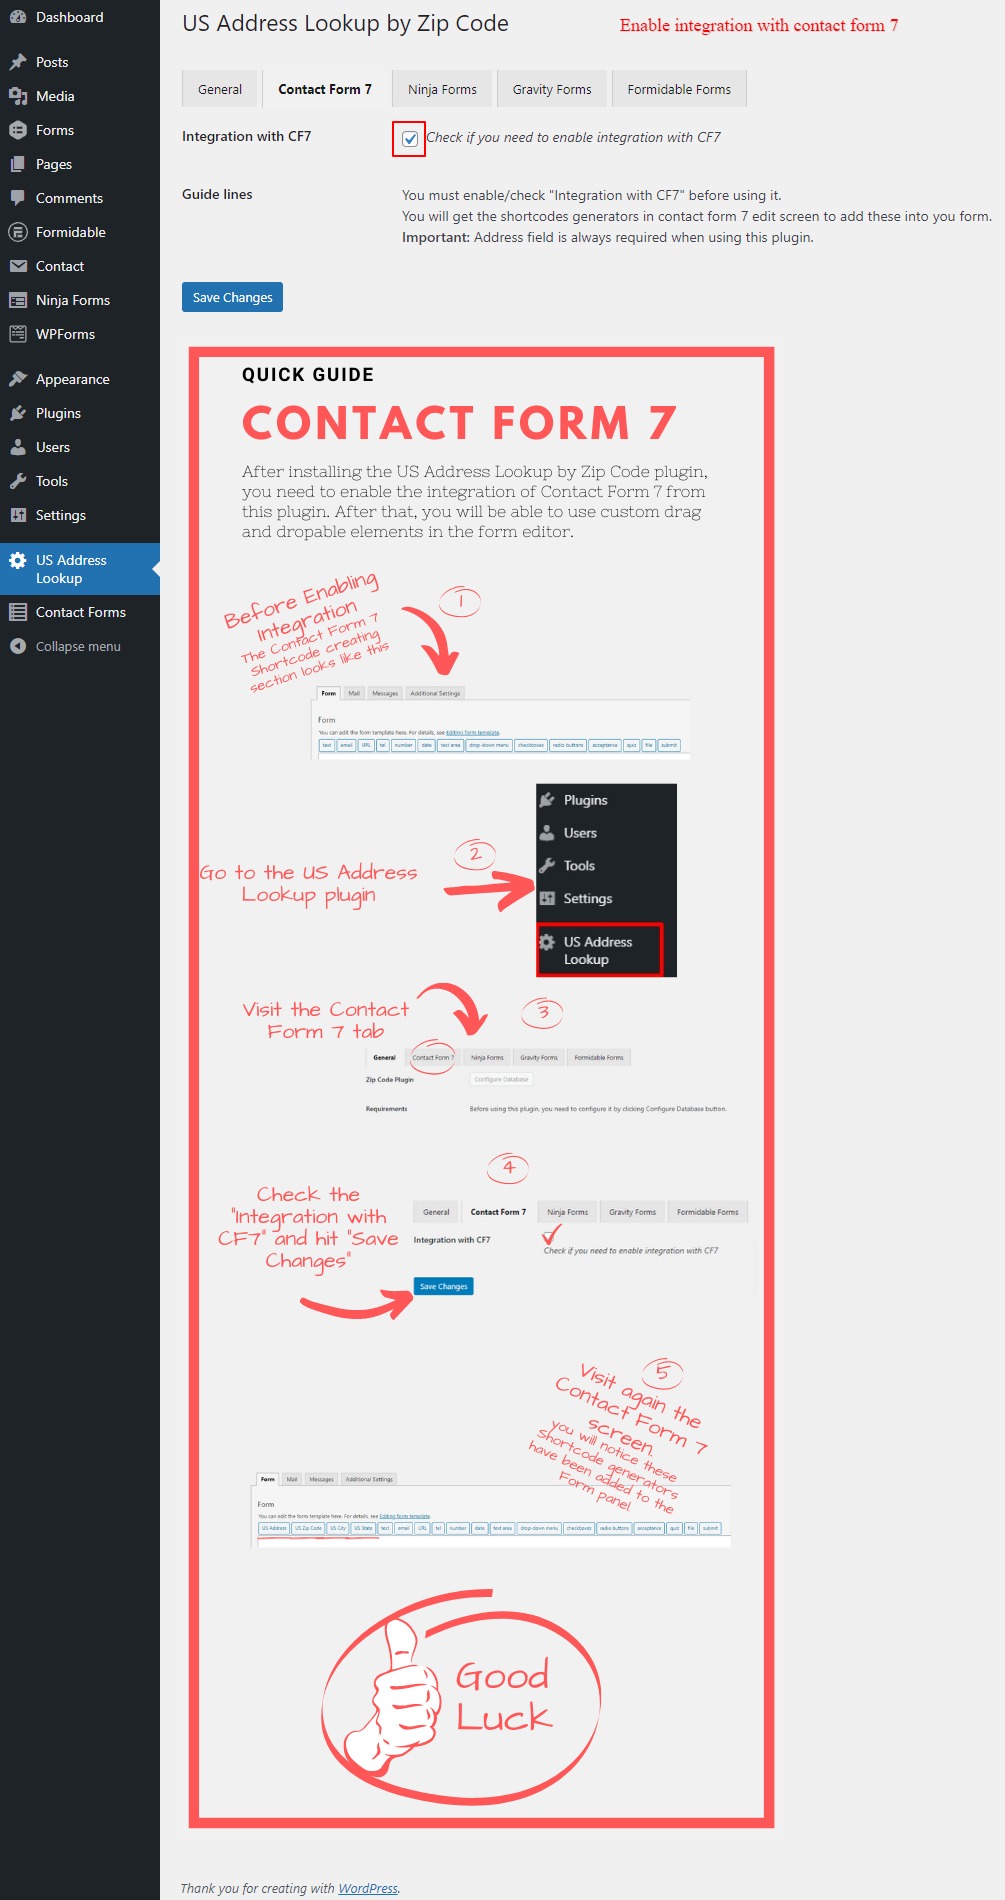 Dashboard
Posts
Media
Forms
Pages
Comments
Formidable
Contact
Ninja Forms
WPForms
Appearance
Plugins
Users
Tools
Settings
US Address
Lookup
Contact Forms
Collapse menu
US Address Lookup by Zip Code
Enable integration with contact form 7
General Contact Form 7 Ninja Forms Gravity Forms Formidable Forms
Integration with CF7 Check if you need to enable integration with CF7
Guide lines You must enable/check "Integration with CF7" before using it.
You will get the shortcodes generators in contact form 7 edit screen to add these into you form.
Important: Address field is always required when using this plugin.
Save Changes
QUICK GUIDE
CONTACT FORM 7
After installing the US Address Lookup by Zip Code plugin,
you need to enable the integration of Contact Form 7 from
this plugin. After that, you will be able to use custom drag
and dropable elements in the form editor.
Before Enabling
Integration
The Contact Form 7
Shortcode creating
section looks like this
1
Form Mail Messages Additional Settings
Form
You can edit the form template here. For details, see Editing form template.
text email URL tel number date text area drop-down menu checkboxes radio buttons acceptance quiz file submit
2
Go to the US Address
Lookup plugin
Plugins
Users
Tools
Settings
US Address
Lookup
Visit the Contact
Form 7 tab
3
General Contact Form 7 Ninja Forms Gravity Forms Formidable Forms
Zip Code Plugin Configure Database
Requirements Before using this plugin, you need to configure it by clicking Configure Database button.
4
Check the
"Integration with
CF7" and hit "Save
Changes"
General Contact Form 7 Ninja Forms Gravity Forms Formidable Forms
Integration with CF7
Check if you need to enable integration with CF7
Save Changes
5
Visit again the
Contact Form 7
screen.
you will notice these
Shortcode generators
have been added to the
Form panel
Form Mail Messages Additional Settings
Form
You can edit the form template here. For details, see Editing form template.
US Address US Zip Code US City US State text email URL tel number date text area drop-down menu checkboxes radio buttons acceptance quiz file submit
Good
Luck
Thank you for creating with WordPress.